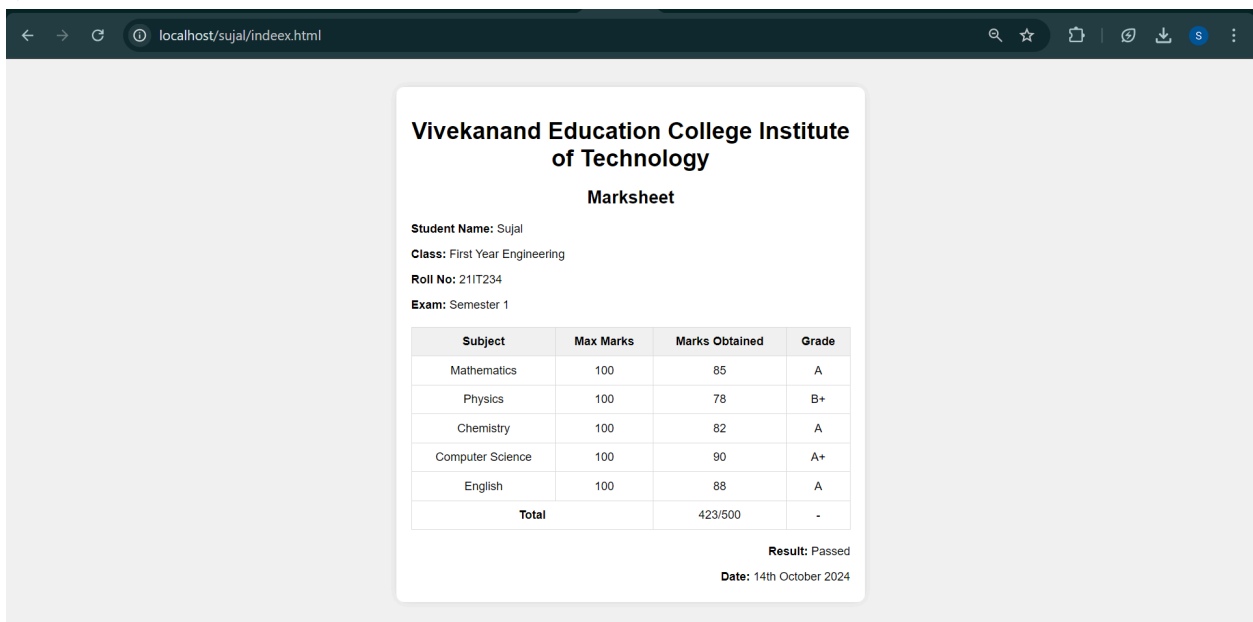 localhost/sujal/indeex.html
S
Vivekanand Education College Institute
of Technology
Marksheet
Student Name: Sujal
Class: First Year Engineering
Roll No: 21IT234
Exam: Semester 1
Subject Max Marks Marks Obtained Grade
Mathematics 100 85 A
Physics 100 78 B+
Chemistry 100 82 A
Computer Science 100 90 A+
English 100 88 A
Total 423/500 -
Result: Passed
Date: 14th October 2024